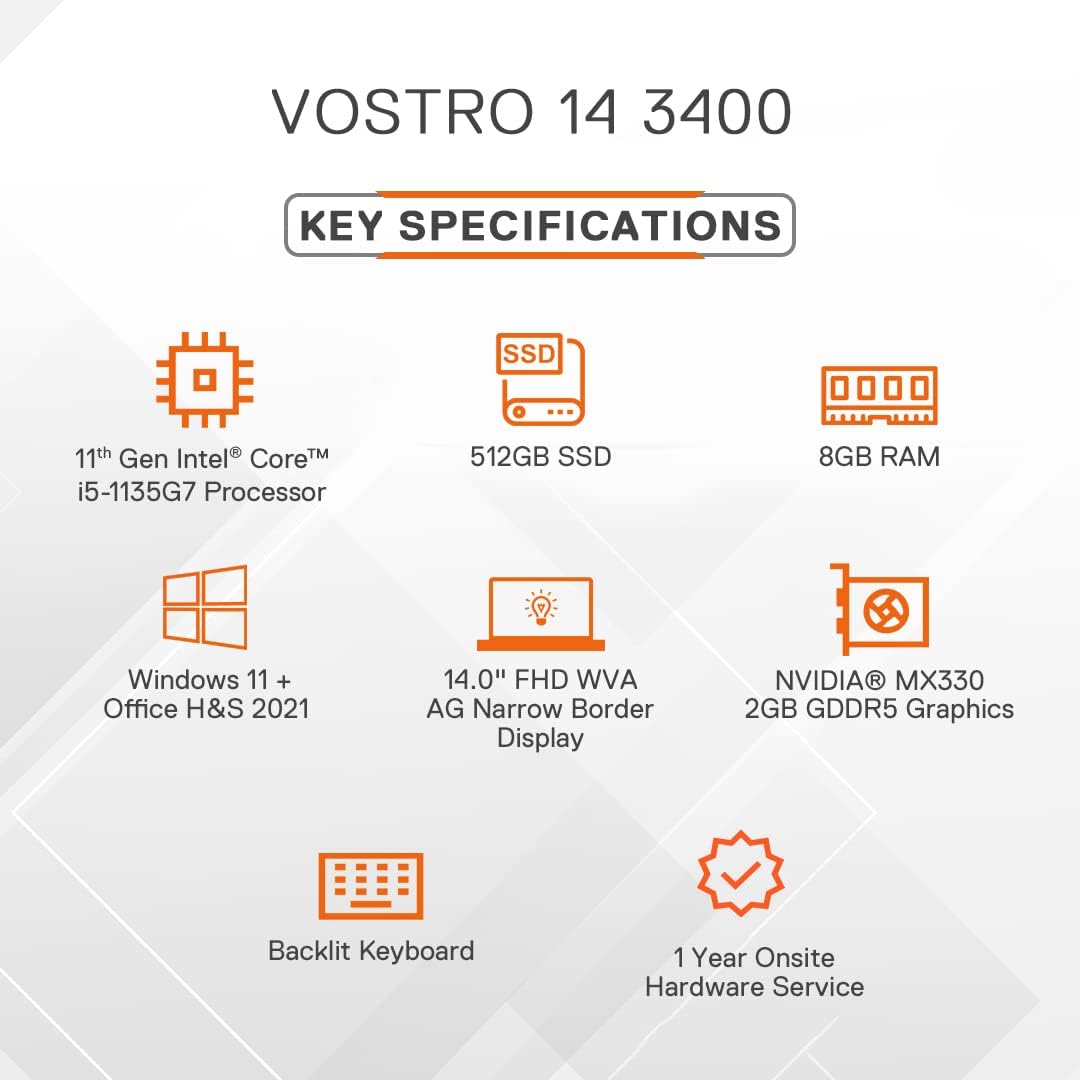 VOSTRO 14 3400
KEY SPECIFICATIONS
SSD
11th Gen Intel® Core™
i5-1135G7 Processor
512GB SSD
8GB RAM
Windows 11 +
Office H&S 2021
14.0" FHD WVA
AG Narrow Border
Display
NVIDIA® MX330
2GB GDDR5 Graphics
Backlit Keyboard
1 Year Onsite
Hardware Service